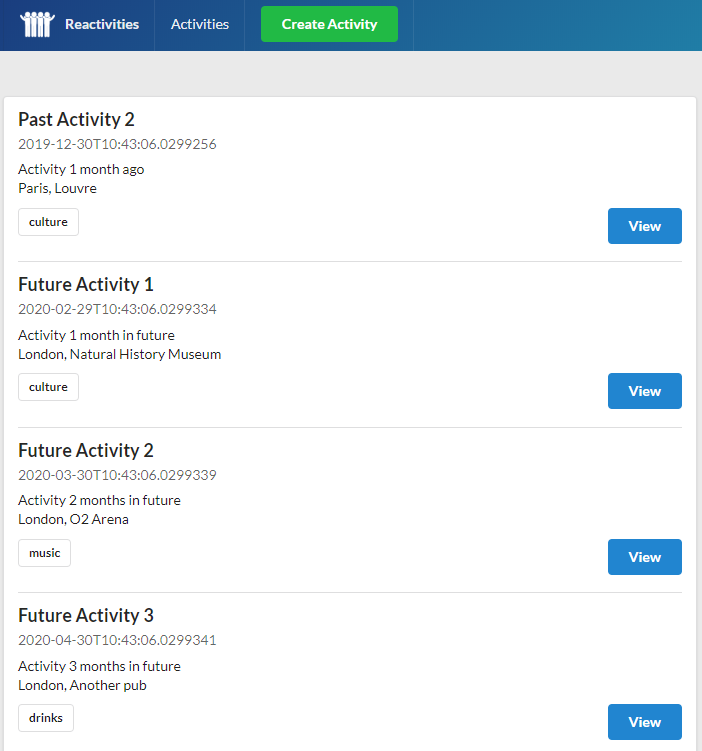 Reactivities
Activities
Create Activity
Past Activity 2
2019-12-30T10:43:06.0299256
Activity 1 month ago
Paris, Louvre
culture
View
Future Activity 1
2020-02-29T10:43:06.0299334
Activity 1 month in future
London, Natural History Museum
culture
View
Future Activity 2
2020-03-30T10:43:06.0299339
Activity 2 months in future
London, O2 Arena
music
View
Future Activity 3
2020-04-30T10:43:06.0299341
Activity 3 months in future
London, Another pub
drinks
View